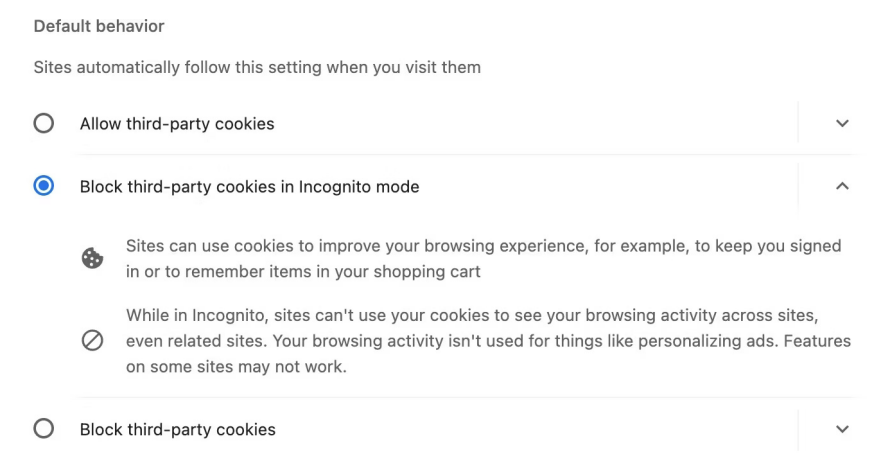 Default behavior
Sites automatically follow this setting when you visit them
Allow third-party cookies
Block third-party cookies in Incognito mode
Sites can use cookies to improve your browsing experience, for example, to keep you signed
in or to remember items in your shopping cart
While in Incognito, sites can't use your cookies to see your browsing activity across sites,
even related sites. Your browsing activity isn't used for things like personalizing ads. Features
on some sites may not work.
Block third-party cookies